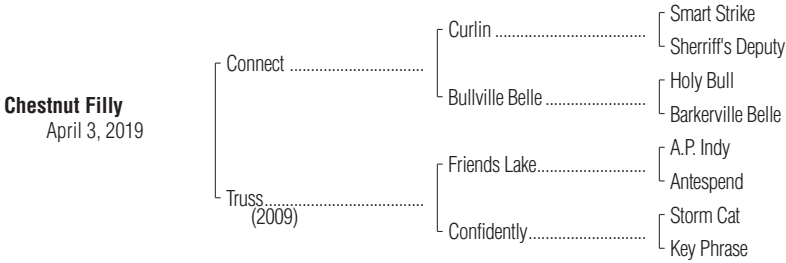 Chestnut Filly
April 3, 2019
Connect ................................
Truss......................................
(2009)
Curlin ....................................
Bullville Belle .........................
Friends Lake..........................
Confidently............................
Smart Strike
Sherriff's Deputy
Holy Bull
Barkerville Belle
A.P. Indy
Antespend
Storm Cat
Key Phrase